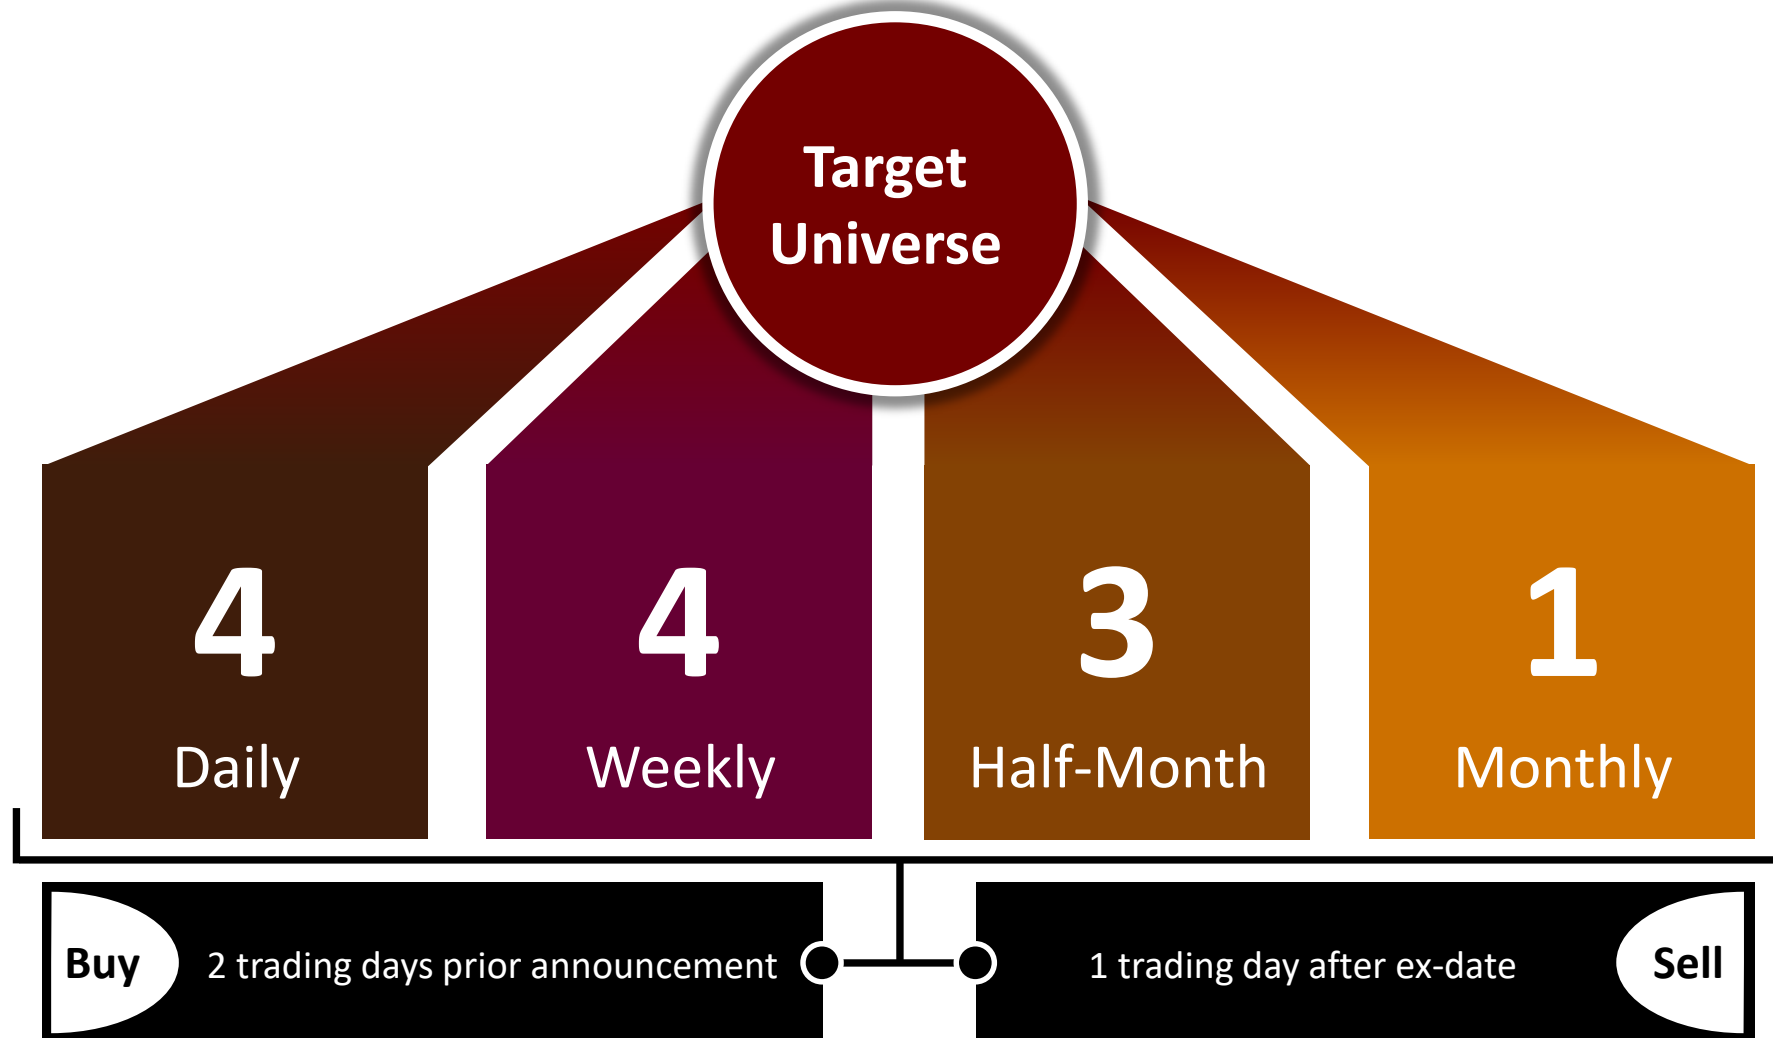 Target
Universe
4
Daily
4
Weekly
3
Half-Month
1
Monthly
Buy
2 trading days prior announcement
1 trading day after ex-date
Sell